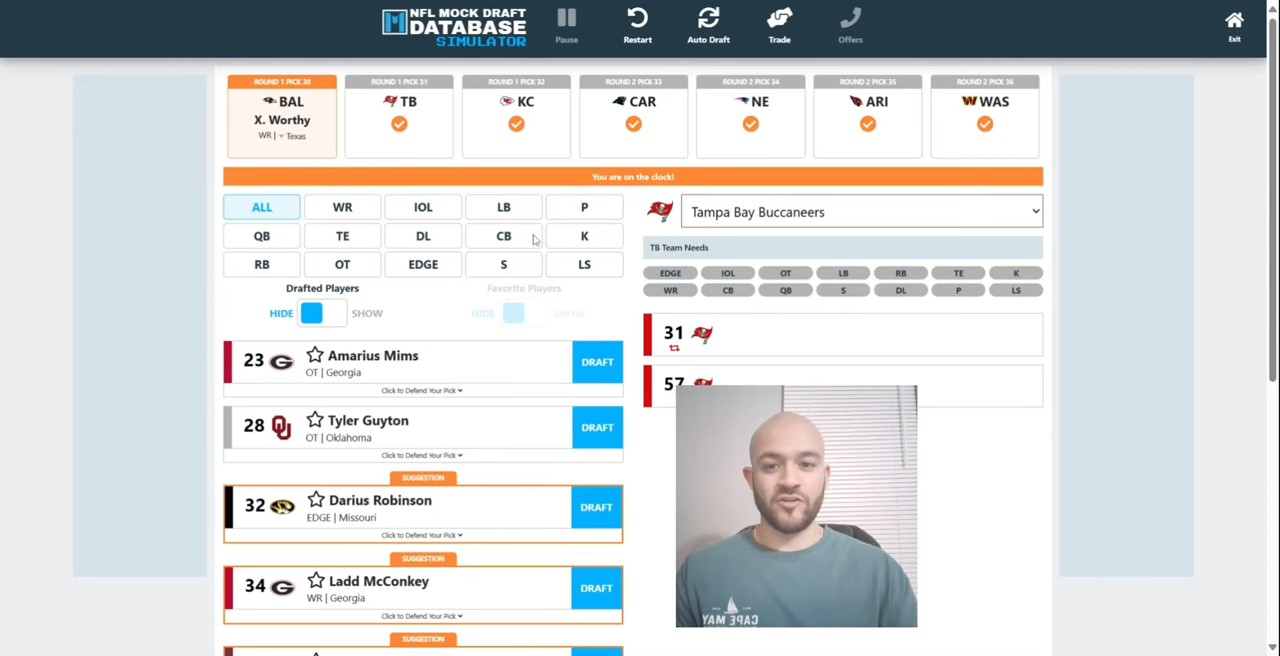 NFL MOCK DRAFT
DATABASE
SIMULATOR
Pause
Restart
Auto Draft
Trade
Offers
Exit
ROUND 1 PICK 30
BAL
X. Worthy
WR | Texas
ROUND 1 PICK 31
TB
ROUND 1 PICK 32
KC
ROUND 2 PICK 33
CAR
ROUND 2 PICK 34
NE
ROUND 2 PICK 35
ARI
ROUND 2 PICK 36
WAS
You are on the clock!
ALL WR IOL LB P
QB TE DL CB K
RB OT EDGE S LS
Drafted Players
HIDE SHOW
Favorite Players
HIDE SHOW
23 Amarius Mims
OT | Georgia
DRAFT
Click to Defend Your Pick
28 Tyler Guyton
OT | Oklahoma
DRAFT
Click to Defend Your Pick
SUGGESTION
32 Darius Robinson
EDGE | Missouri
DRAFT
Click to Defend Your Pick
SUGGESTION
34 Ladd McConkey
WR | Georgia
DRAFT
Click to Defend Your Pick
SUGGESTION
Tampa Bay Buccaneers
TB Team Needs
EDGE IOL OT LB RB TE K
WR CB QB S DL P LS
31
57
CAPE MAY